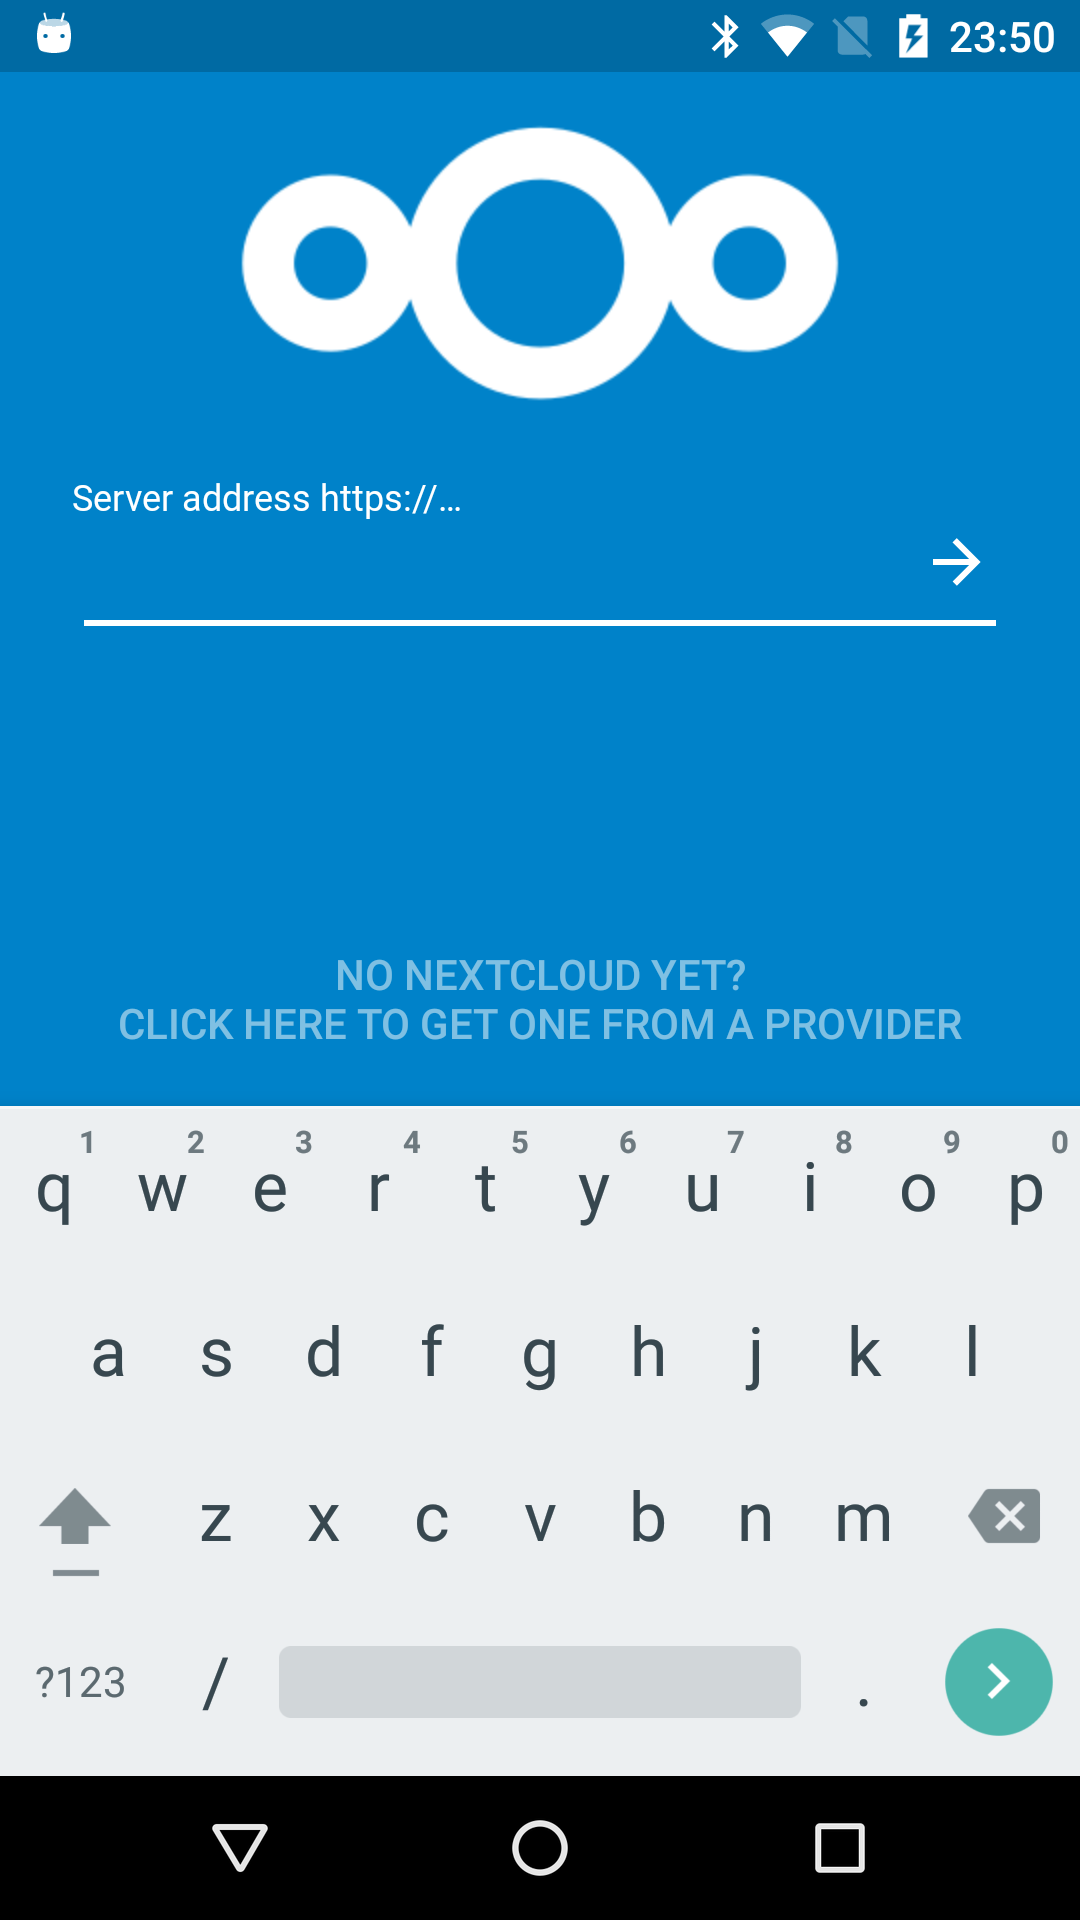 23:50
Server address https://…
NO NEXTCLOUD YET?
CLICK HERE TO GET ONE FROM A PROVIDER
1 2 3 4 5 6 7 8 9 0
q w e r t y u i o p
a s d f g h j k l
z x c v b n m
?123 / .